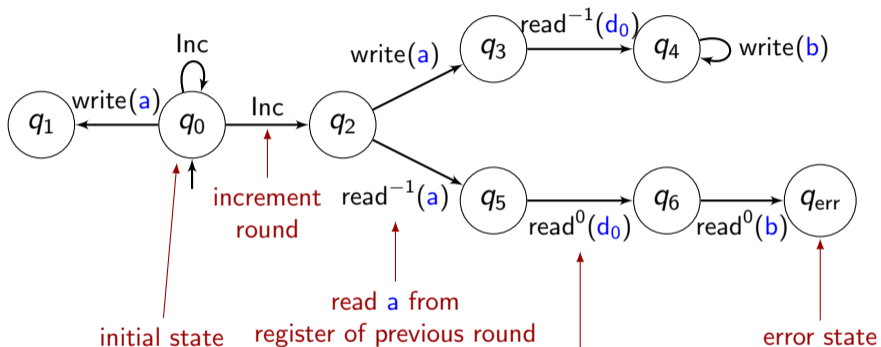 read⁻¹(d₀)
q₃
q₄
write(b)
Inc
write(a)
write(a)
Inc
q₁
q₀
q₂
read⁻¹(a)
q₅
q₆
q_err
read⁰(d₀)
read⁰(b)
increment
round
read a from
register of previous round
initial state
error state